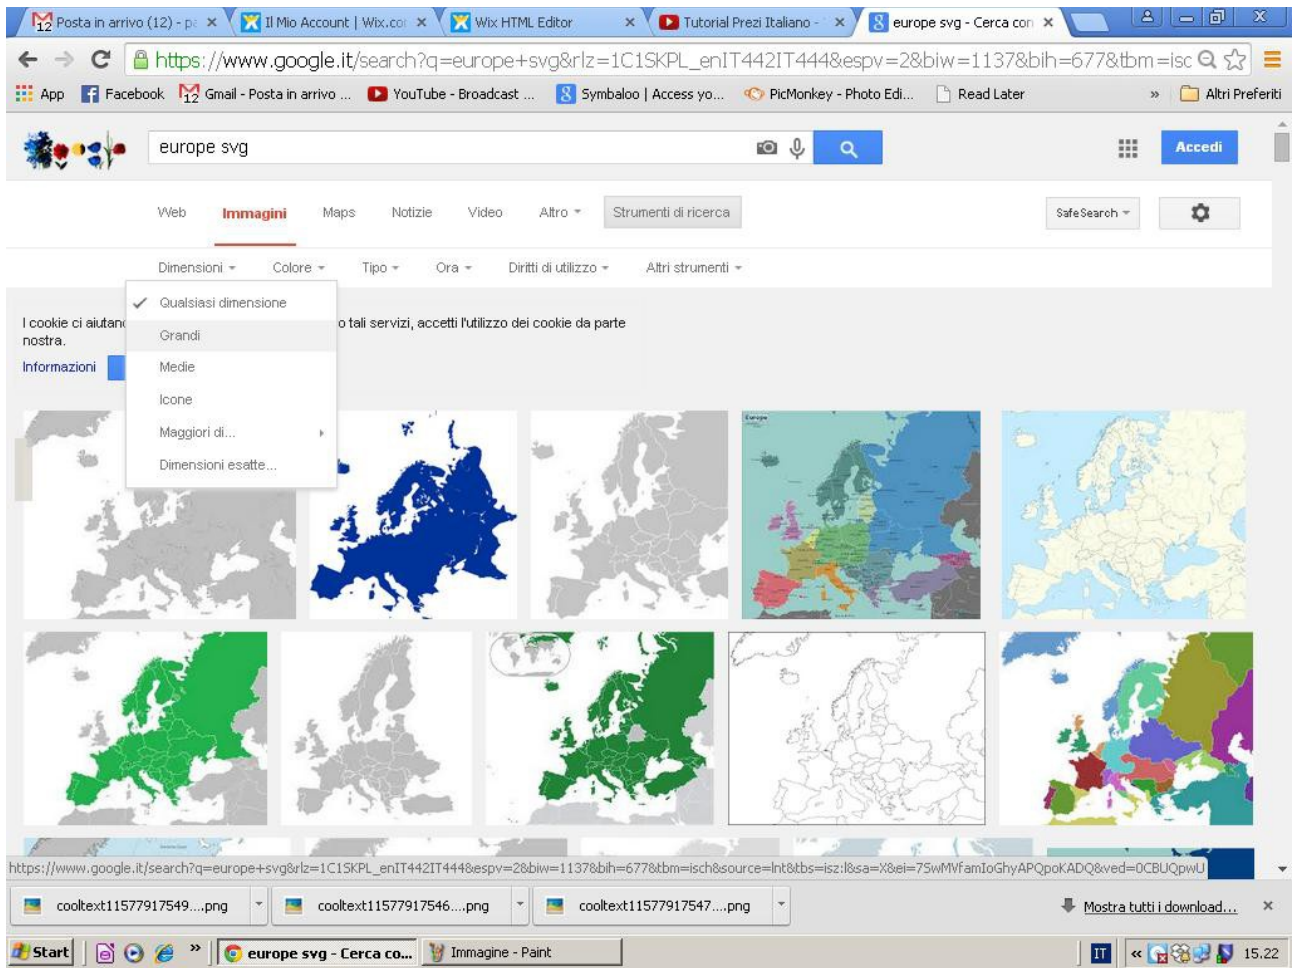 Posta in arrivo (12) - pa
Il Mio Account | Wix.com
Wix HTML Editor
Tutorial Prezi Italiano -
europe svg - Cerca con
https://www.google.it/search?q=europe+svg&rlz=1C1SKPL_enIT442IT444&espv=2&biw=1137&bih=677&tbm=isc
App
Facebook
Gmail - Posta in arrivo ...
YouTube - Broadcast ...
Symbaloo | Access yo...
PicMonkey - Photo Edi...
Read Later
»
Altri Preferiti
europe svg
Accedi
Web
Immagini
Maps
Notizie
Video
Altro
Strumenti di ricerca
SafeSearch
Dimensioni
Colore
Tipo
Ora
Diritti di utilizzo
Altri strumenti
Qualsiasi dimensione
Grandi
Medie
Icone
Maggiori di...
Dimensioni esatte...
I cookie ci aiutan
o tali servizi, accetti l'utilizzo dei cookie da parte
nostra.
Informazioni
Europe
https://www.google.it/search?q=europe+svg&rlz=1C1SKPL_enIT442IT444&espv=2&biw=1137&bih=677&tbm=isch&source=lnt&tbs=isz:l&sa=X&ei=7SwMVfamIoGhyAPQpoKADQ&ved=0CBUQpwU
cooltext11577917549....png
cooltext11577917546....png
cooltext11577917547....png
Mostra tutti i download...
Start
»
europe svg - Cerca co...
Immagine - Paint
IT
«
15.22